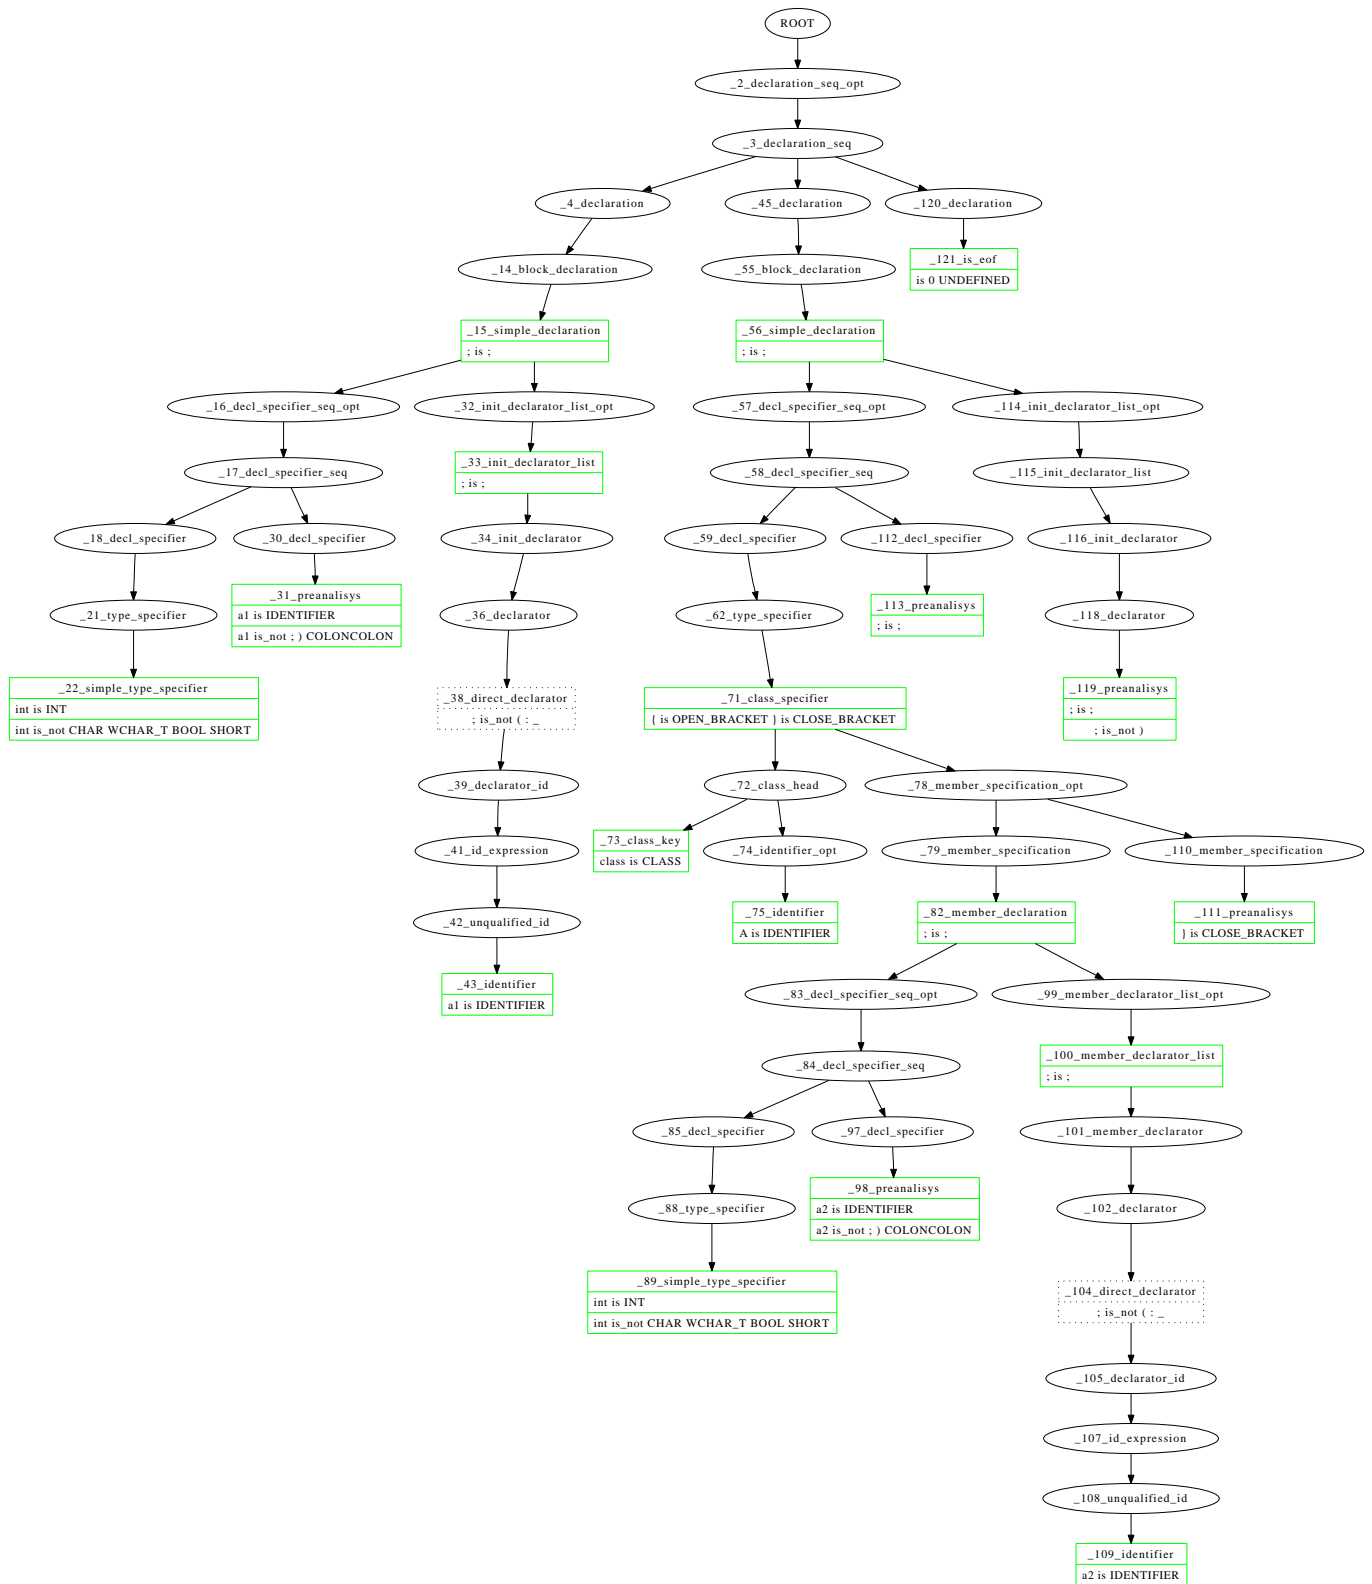 ROOT
_2_declaration_seq_opt
_3_declaration_seq
_4_declaration
_45_declaration
_120_declaration
_14_block_declaration
_55_block_declaration
_121_is_eof
is 0 UNDEFINED
_15_simple_declaration
; is ;
_56_simple_declaration
; is ;
_16_decl_specifier_seq_opt
_32_init_declarator_list_opt
_57_decl_specifier_seq_opt
_114_init_declarator_list_opt
_17_decl_specifier_seq
_33_init_declarator_list
; is ;
_58_decl_specifier_seq
_115_init_declarator_list
_18_decl_specifier
_30_decl_specifier
_34_init_declarator
_59_decl_specifier
_112_decl_specifier
_116_init_declarator
_21_type_specifier
_31_preanalisys
a1 is IDENTIFIER
a1 is_not ; ) COLONCOLON
_36_declarator
_62_type_specifier
_113_preanalisys
; is ;
_118_declarator
_22_simple_type_specifier
int is INT
int is_not CHAR WCHAR_T BOOL SHORT
_38_direct_declarator
; is_not ( : _
_71_class_specifier
{ is OPEN_BRACKET } is CLOSE_BRACKET
_119_preanalisys
; is ;
; is_not )
_39_declarator_id
_72_class_head
_78_member_specification_opt
_41_id_expression
_73_class_key
class is CLASS
_74_identifier_opt
_79_member_specification
_110_member_specification
_42_unqualified_id
_75_identifier
A is IDENTIFIER
_82_member_declaration
; is ;
_111_preanalisys
} is CLOSE_BRACKET
_43_identifier
a1 is IDENTIFIER
_83_decl_specifier_seq_opt
_99_member_declarator_list_opt
_84_decl_specifier_seq
_100_member_declarator_list
; is ;
_85_decl_specifier
_97_decl_specifier
_101_member_declarator
_88_type_specifier
_98_preanalisys
a2 is IDENTIFIER
a2 is_not ; ) COLONCOLON
_102_declarator
_89_simple_type_specifier
int is INT
int is_not CHAR WCHAR_T BOOL SHORT
_104_direct_declarator
; is_not ( : _
_105_declarator_id
_107_id_expression
_108_unqualified_id
_109_identifier
a2 is IDENTIFIER